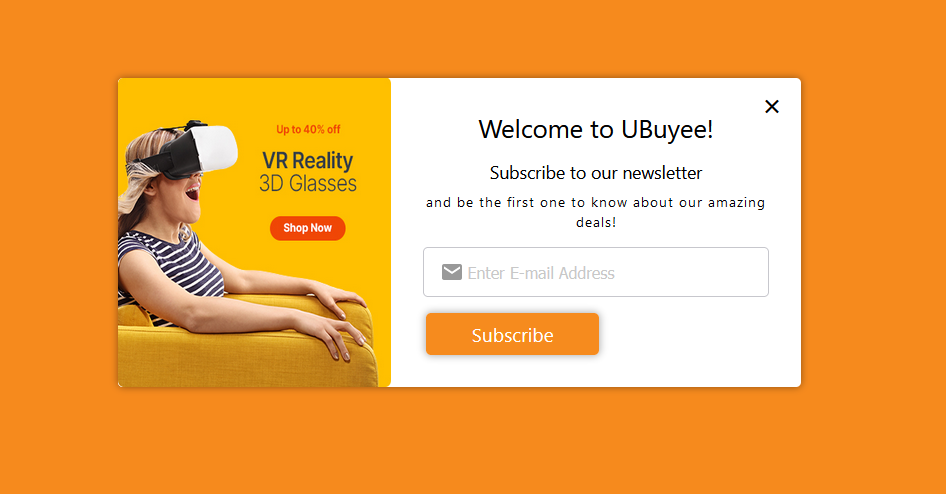 Up to 40% off
VR Reality
3D Glasses
Shop Now
Welcome to UBuyee!
Subscribe to our newsletter
and be the first one to know about our amazing
deals!
Enter E-mail Address
Subscribe